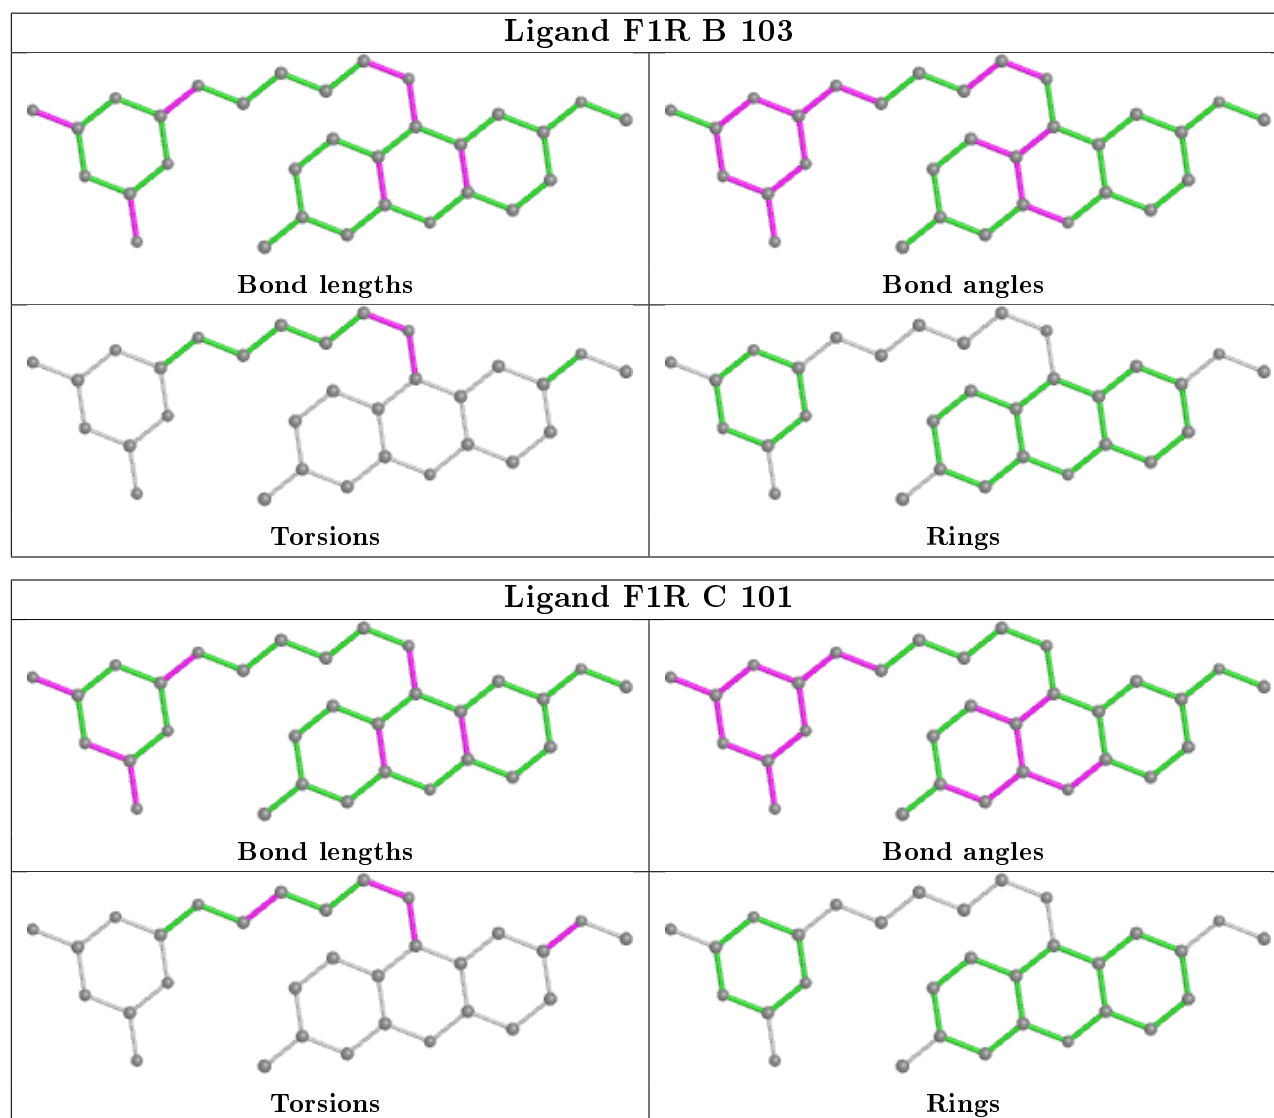 Ligand F1R B 103
Bond lengths
Bond angles
Torsions
Rings
Ligand F1R C 101
Bond lengths
Bond angles
Torsions
Rings